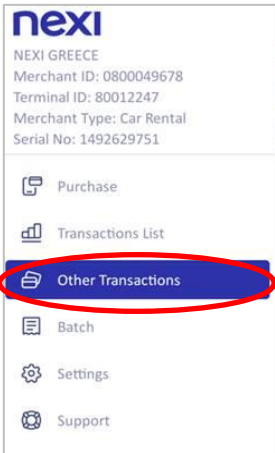 nexi
NEXI GREECE
Merchant ID: 0800049678
Terminal ID: 80012247
Merchant Type: Car Rental
Serial No: 1492629751
Purchase
Transactions List
Other Transactions
Batch
Settings
Support